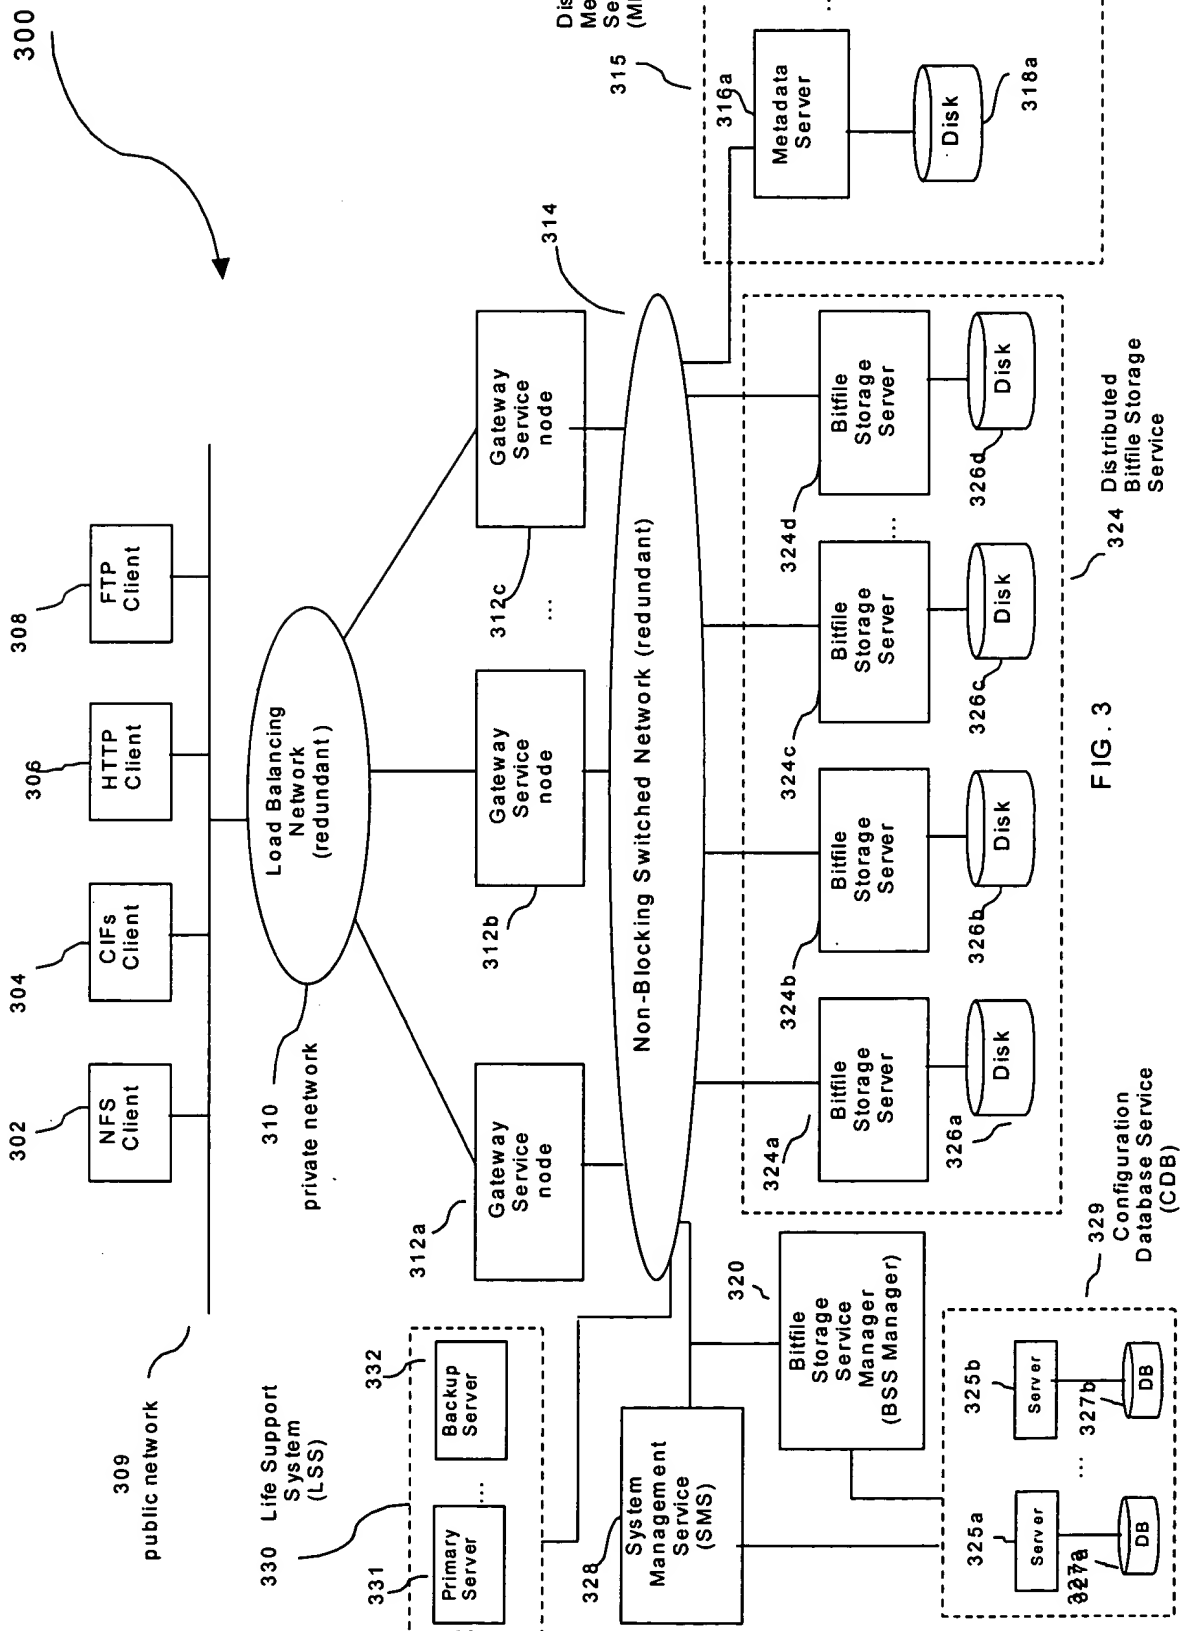 300
308
306
304
302
FTP
Client
HTTP
Client
CIFs
Client
NFS
Client
309
public network
Load Balancing
Network
(redundant)
310
private network
312a
Gateway
Service
node
312b
Gateway
Service
node
312c
Gateway
Service
node
...
314
Non-Blocking Switched Network (redundant)
330 Life Support
System
(LSS)
331
Primary
Server
...
332
Backup
Server
328
System
Management
Service
(SMS)
320
Bitfile
Storage
Service
Manager
(BSS Manager)
329
Configuration
Database Service
(CDB)
325a
Server
327a
DB
...
325b
Server
327b
DB
324a
Bitfile
Storage
Server
326a
Disk
324b
Bitfile
Storage
Server
326b
Disk
324c
Bitfile
Storage
Server
326c
Disk
...
324d
Bitfile
Storage
Server
326d
Disk
324 Distributed
Bitfile Storage
Service
315
316a
Metadata
Server
318a
Disk
...
FIG. 3